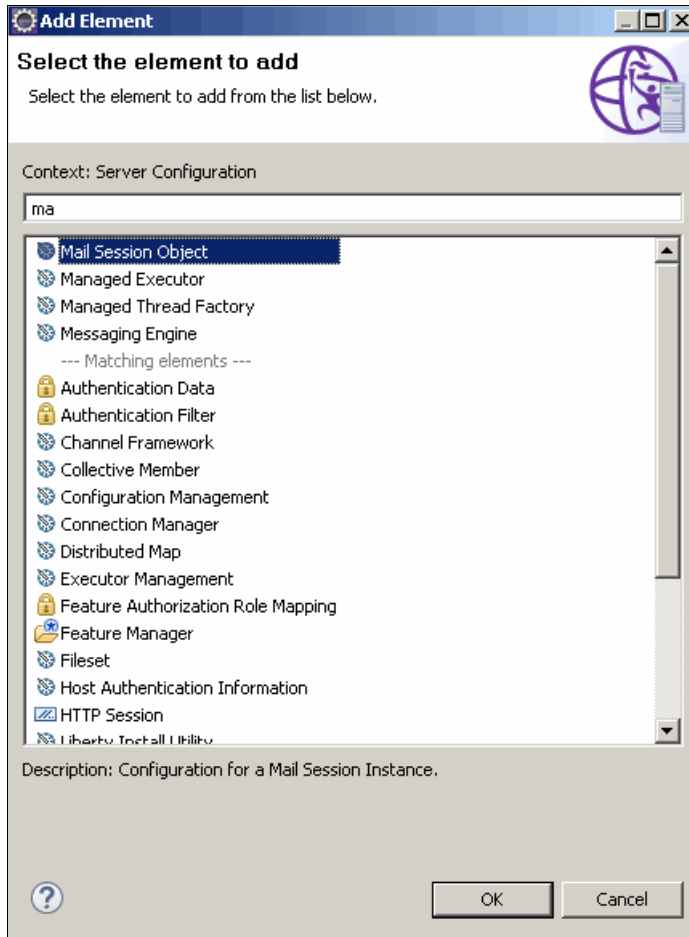 Add Element
Select the element to add
Select the element to add from the list below.
Context: Server Configuration
ma
Mail Session Object
Managed Executor
Managed Thread Factory
Messaging Engine
--- Matching elements ---
Authentication Data
Authentication Filter
Channel Framework
Collective Member
Configuration Management
Connection Manager
Distributed Map
Executor Management
Feature Authorization Role Mapping
Feature Manager
Fileset
Host Authentication Information
HTTP Session
Liberty Install Utility
Description: Configuration for a Mail Session Instance.
OK Cancel